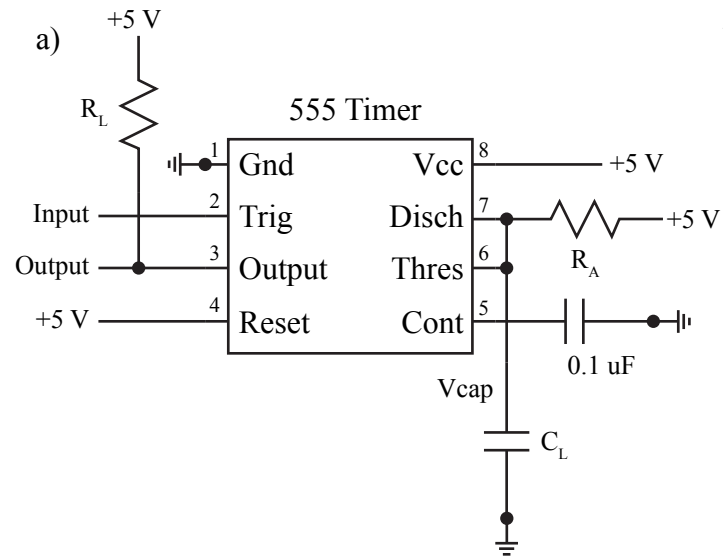 +5 V
a)
R_L
555 Timer
1 Gnd Vcc 8 +5 V
Input 2 Trig Disch 7 +5 V
R_A
Output 3 Output Thres 6
+5 V 4 Reset Cont 5
0.1 uF
Vcap
C_L